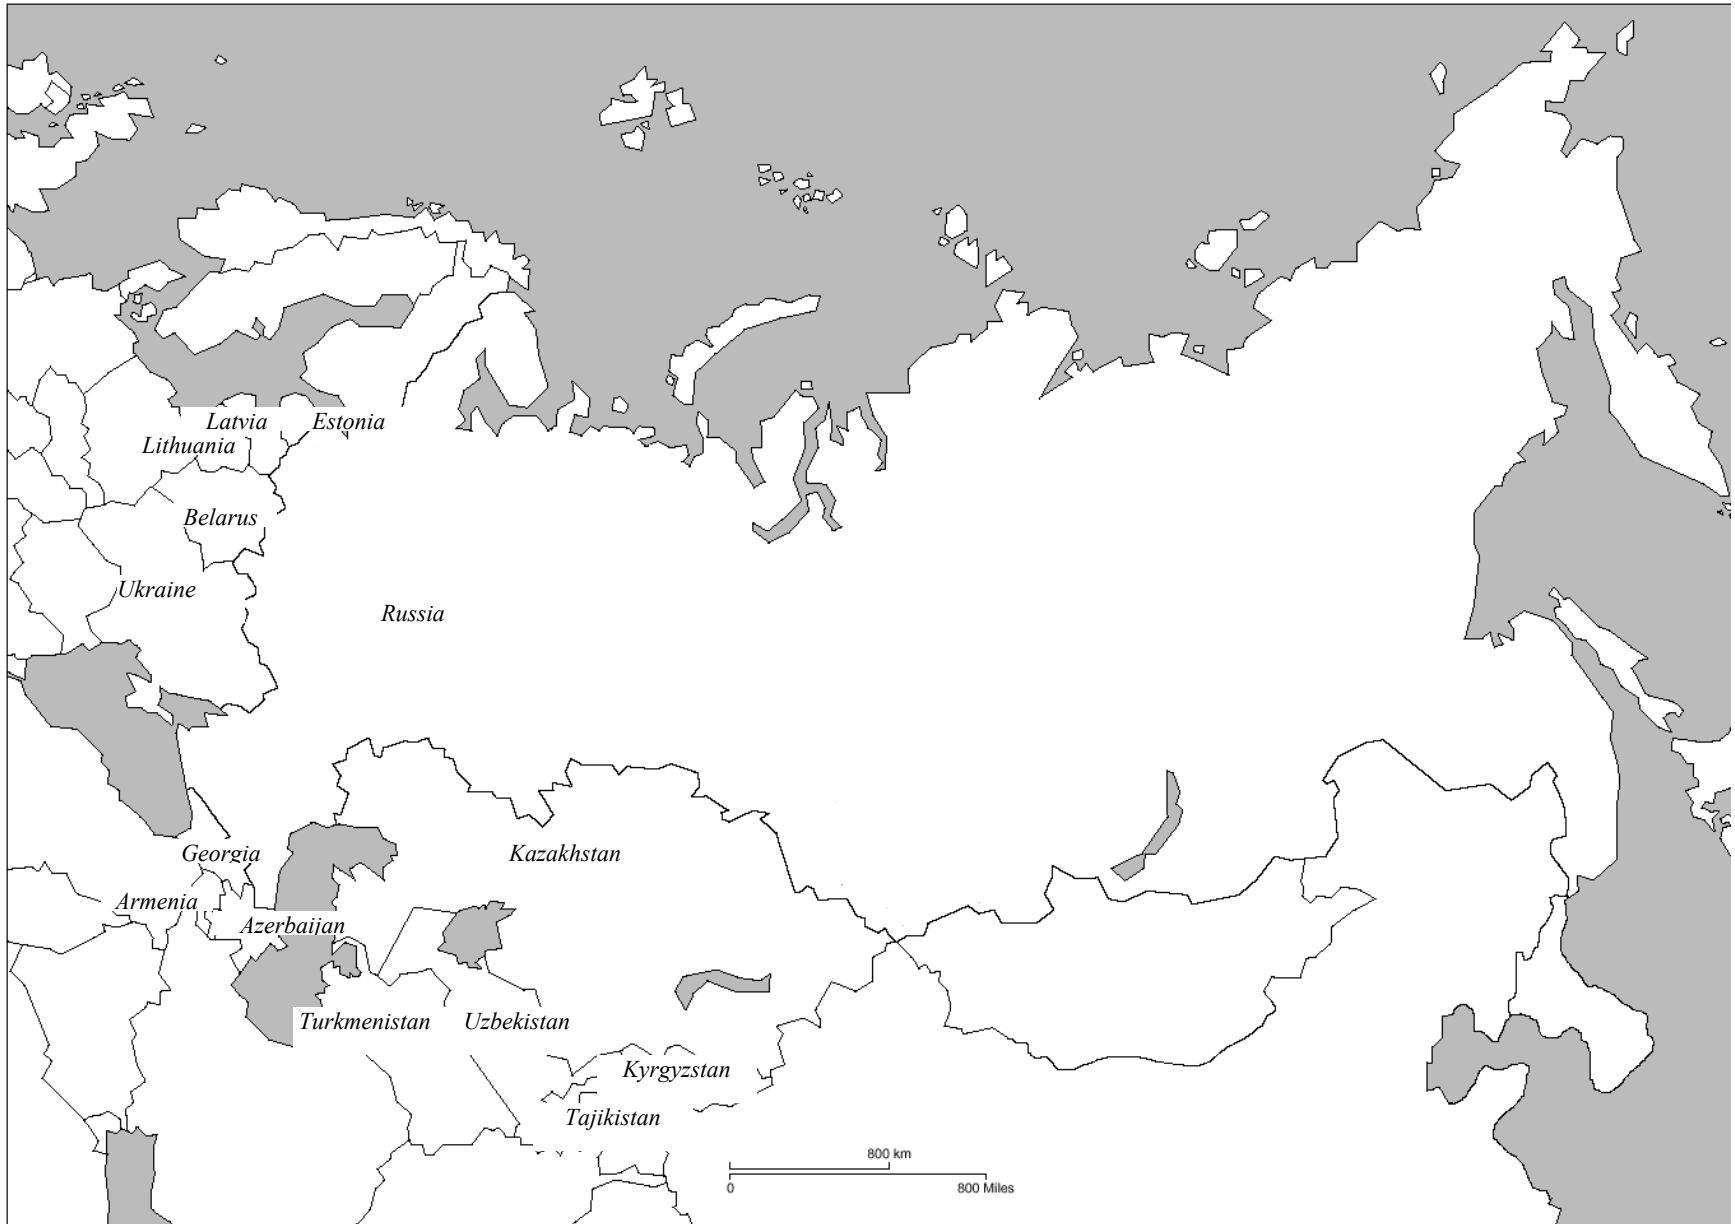 Latvia
Estonia
Lithuania
Belarus
Ukraine
Russia
Georgia
Kazakhstan
Armenia
Azerbaijan
Turkmenistan
Uzbekistan
Kyrgyzstan
Tajikistan
800 km
0
800 Miles